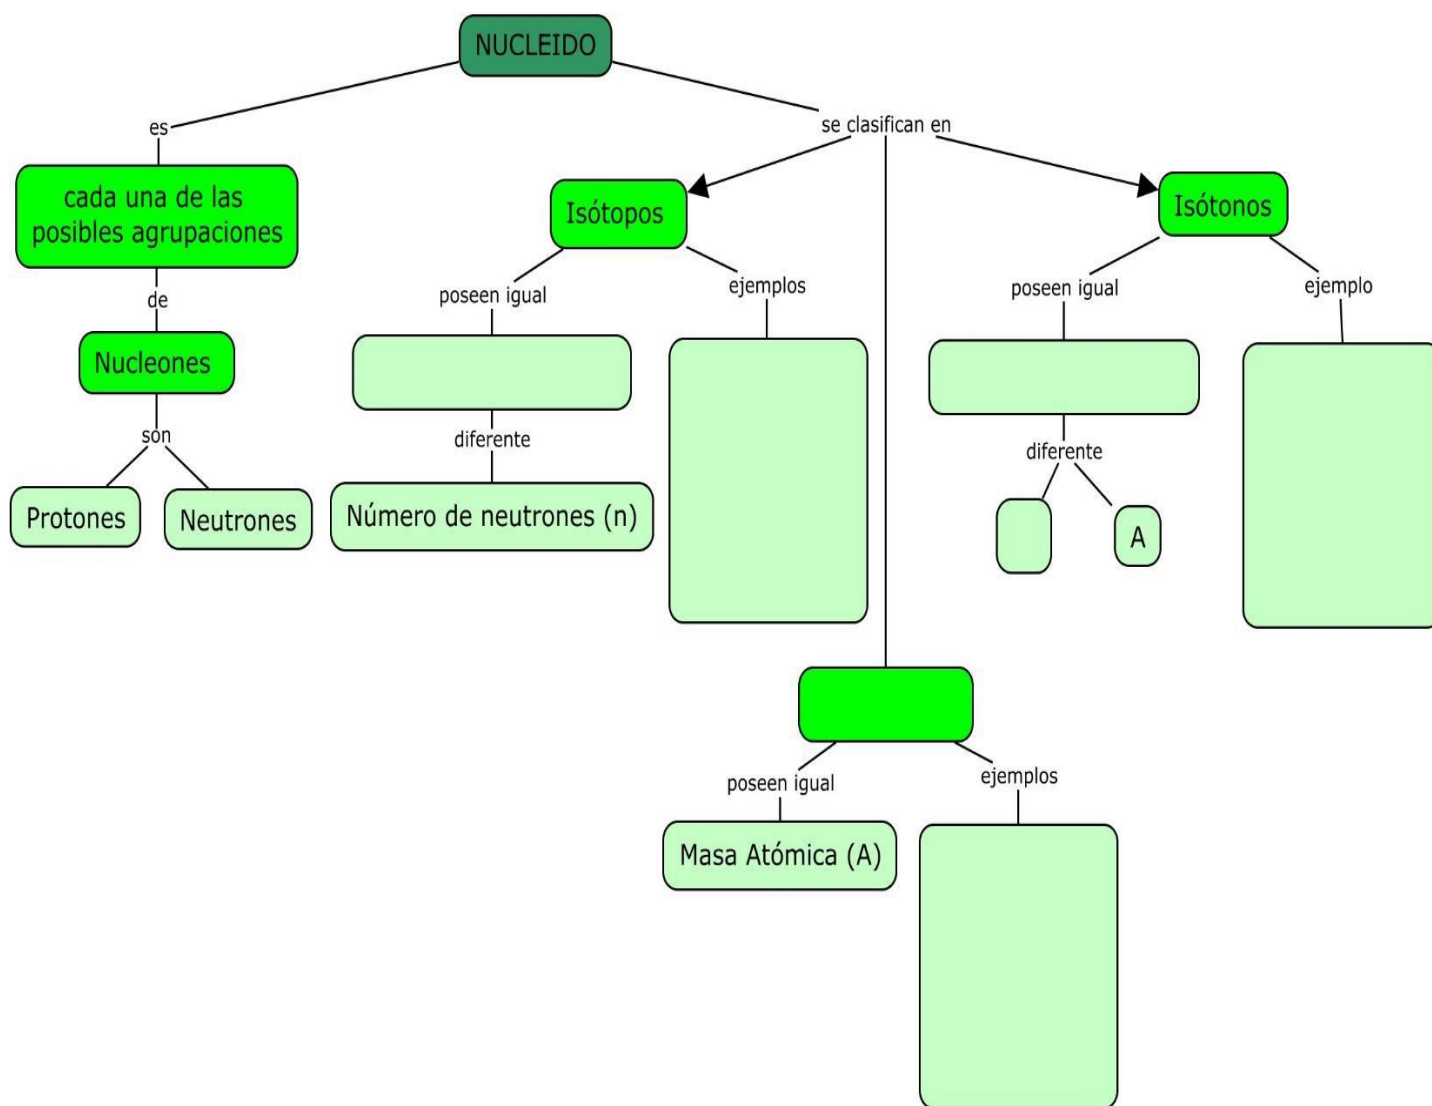 NUCLEIDO
es
se clasifican en
cada una de las
posibles agrupaciones
de
Nucleones
son
Protones
Neutrones
Isótopos
poseen igual
ejemplos
diferente
Número de neutrones (n)
Isótonos
poseen igual
ejemplo
diferente
A
poseen igual
ejemplos
Masa Atómica (A)